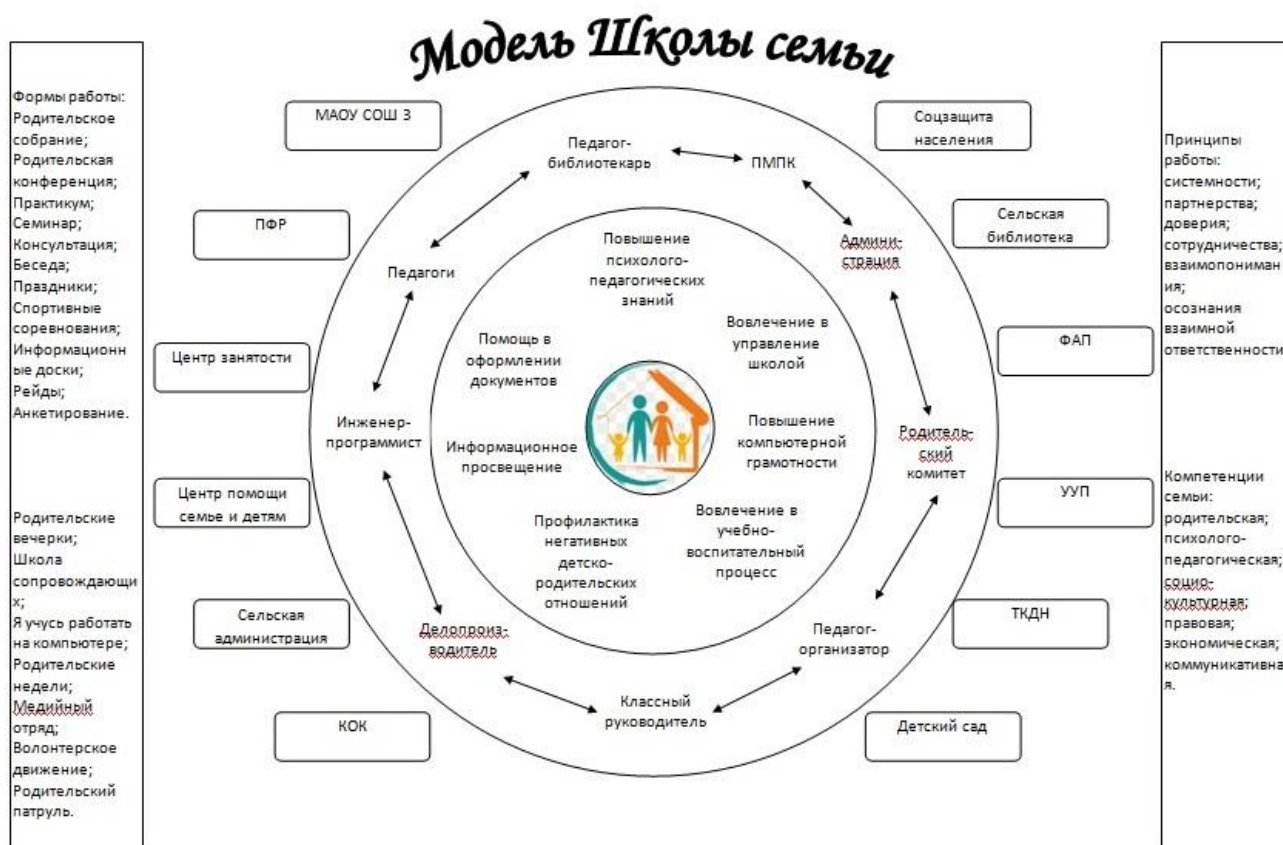 Модель Школы семьи
Формы работы:
Родительское
собрание;
Родительская
конференция;
Практикум;
Семинар;
Консультация;
Беседа;
Праздники;
Спортивные
соревнования;
Информационн
ые доски;
Рейды;
Анкетирование.
Родительские
вечерки;
Школа
сопровождающи
х;
Я учусь работать
на компьютере;
Родительские
недели;
Медийный
отряд;
Волонтерское
движение;
Родительский
патруль.
МАОУ СОШ 3
ПФР
Центр занятости
Центр помощи
семье и детям
Сельская
администрация
КОК
Педагог-
библиотекарь
ПМПК
Админи-
страция
Родитель-
ский
комитет
Педагог-
организатор
Классный
руководитель
Делопроиз-
водитель
Инженер-
программист
Педагоги
Повышение
психолого-
педагогических
знаний
Вовлечение в
управление
школой
Повышение
компьютерной
грамотности
Вовлечение в
учебно-
воспитательный
процесс
Профилактика
негативных
детско-
родительских
отношений
Информационное
просвещение
Помощь в
оформлении
документов
Соцзащита
населения
Сельская
библиотека
ФАП
УУП
ТКДН
Детский сад
Принципы
работы:
системности;
партнерства;
доверия;
сотрудничества;
взаимопониман
ия;
осознания
взаимной
ответственности
Компетенции
семьи:
родительская;
психолого-
педагогическая;
социо-
культурная;
правовая;
экономическая;
коммуникативна
я.